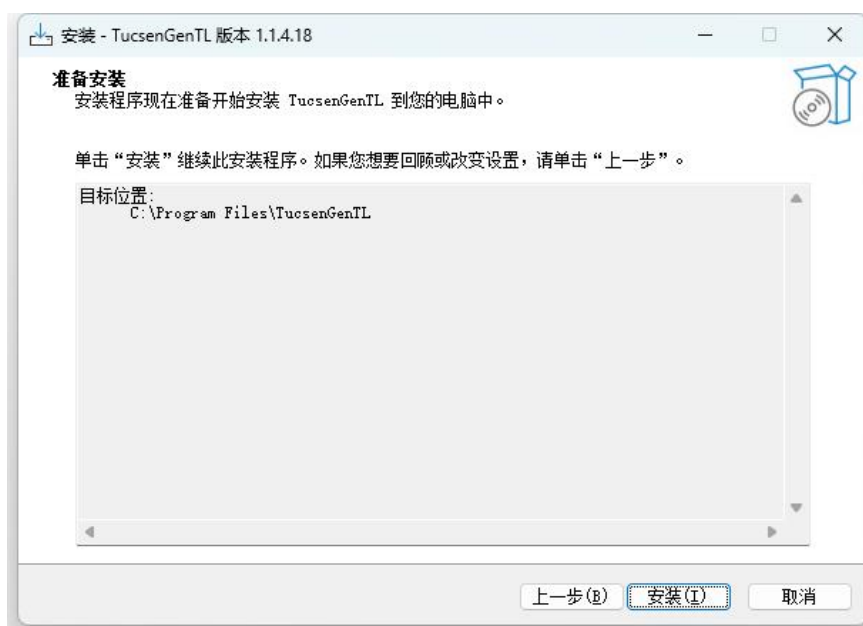 安装 - TucsenGenTL 版本 1.1.4.18
准备安装
安装程序现在准备开始安装 TucsenGenTL 到您的电脑中。
单击“安装”继续此安装程序。如果您想要回顾或改变设置，请单击“上一步”。
目标位置:
C:\Program Files\TucsenGenTL
上一步(B) 安装(I) 取消